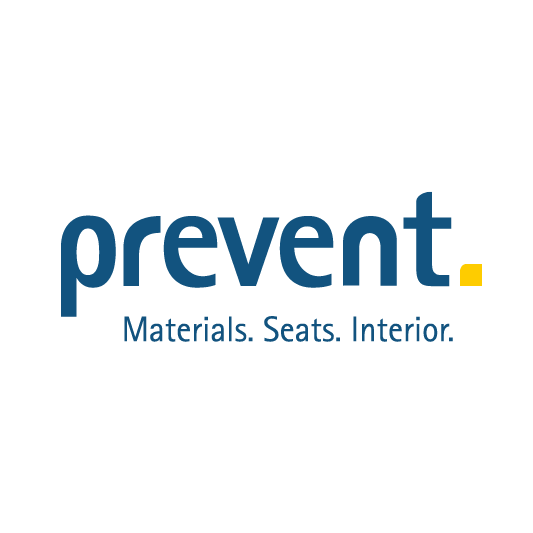 prevent.
Materials. Seats. Interior.